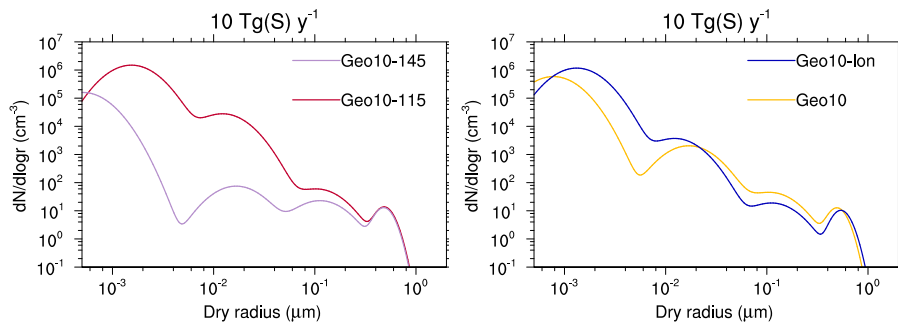 10 Tg(S) y⁻¹
dN/dlogr (cm⁻³)
10⁷
10⁶
10⁵
10⁴
10³
10²
10¹
10⁰
10⁻¹
Geo10-145
Geo10-115
10⁻³
10⁻²
10⁻¹
10⁰
Dry radius (μm)
10 Tg(S) y⁻¹
dN/dlogr (cm⁻³)
10⁷
10⁶
10⁵
10⁴
10³
10²
10¹
10⁰
10⁻¹
Geo10-lon
Geo10
10⁻³
10⁻²
10⁻¹
10⁰
Dry radius (μm)